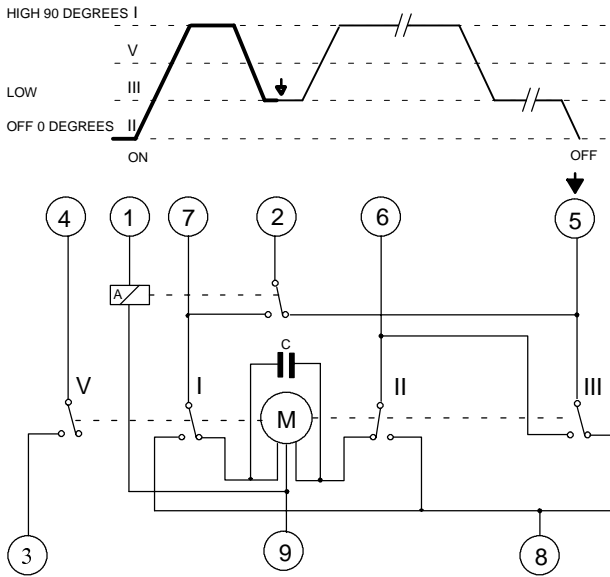 HIGH 90 DEGREES I
V
LOW III
OFF 0 DEGREES II
ON OFF
4 1 7 2 6 5
A
C
V I M II III
3 9 8